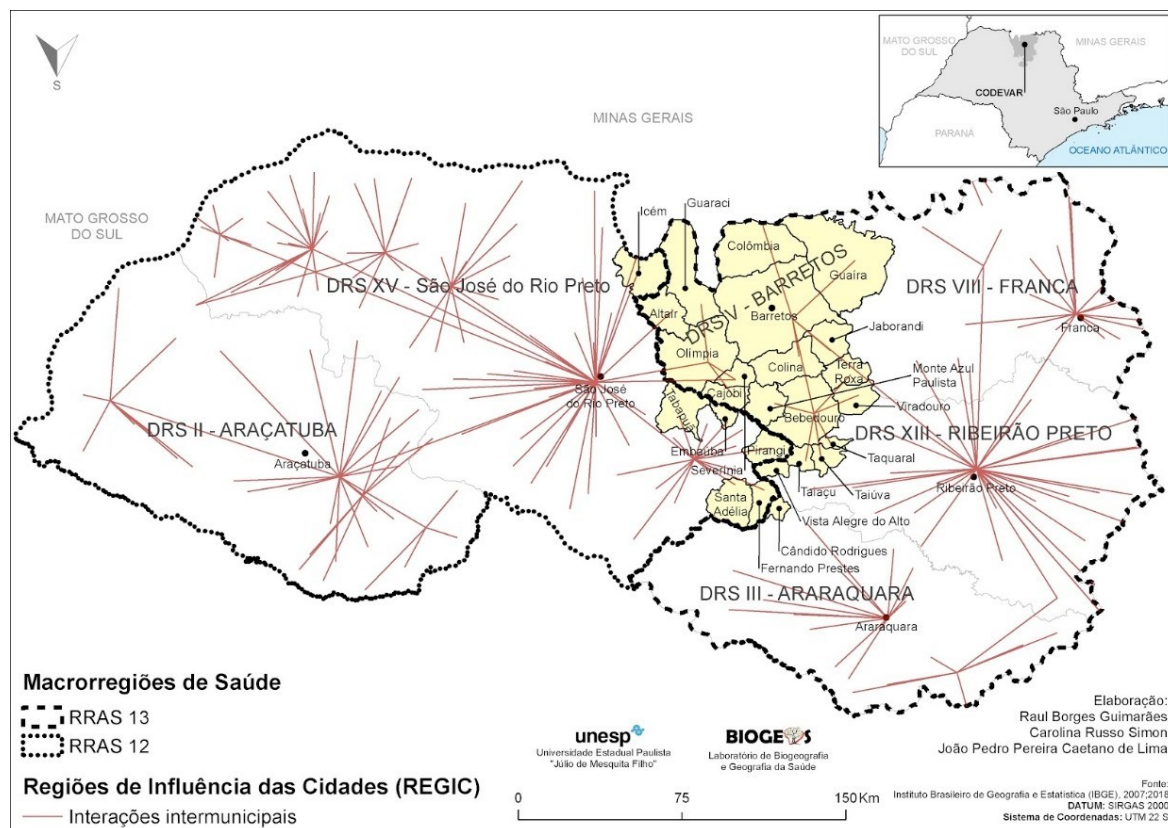 MATO GROSSO
DO SUL
MINAS GERAIS
CODEVAR
São Paulo
PARANÁ
OCEANO ATLÂNTICO
S
MINAS GERAIS
MATO GROSSO
DO SUL
Icém
Guaraci
Colômbia
Guaíra
DRS XV - São José do Rio Preto
DRS IV - BARRETOS
DRS VIII - FRANÇA
Altair
Barretos
Franca
Jaborandi
Olímpia
Colina
Terra
Roxa
Monte Azul
Paulista
São José
do Rio Preto
Cajobi
Tabapuã
Bebedouro
Viradouro
DRS II - ARAÇATUBA
DRS XIII - RIBEIRÃO PRETO
Araçatuba
Embaúba
Pirangi
Taquaral
Severínia
Taiaçu
Taiúva
Ribeirão Preto
Santa
Adélia
Vista Alegre do Alto
Cândido Rodrigues
Fernando Prestes
DRS III - ARARAQUARA
Araraquara
Macrorregiões de Saúde
RRAS 13
RRAS 12
Regiões de Influência das Cidades (REGIC)
Interações intermunicipais
unesp
Universidade Estadual Paulista
"Júlio de Mesquita Filho"
BIOGEOS
Laboratório de Biogeografia
e Geografia da Saúde
0 75 150 Km
Elaboração:
Raul Borges Guimarães
Carolina Russo Simon
João Pedro Pereira Caetano de Lima
Fonte:
Instituto Brasileiro de Geografia e Estatística (IBGE), 2007;2018
DATUM: SIRGAS 2000
Sistema de Coordenadas: UTM 22 S